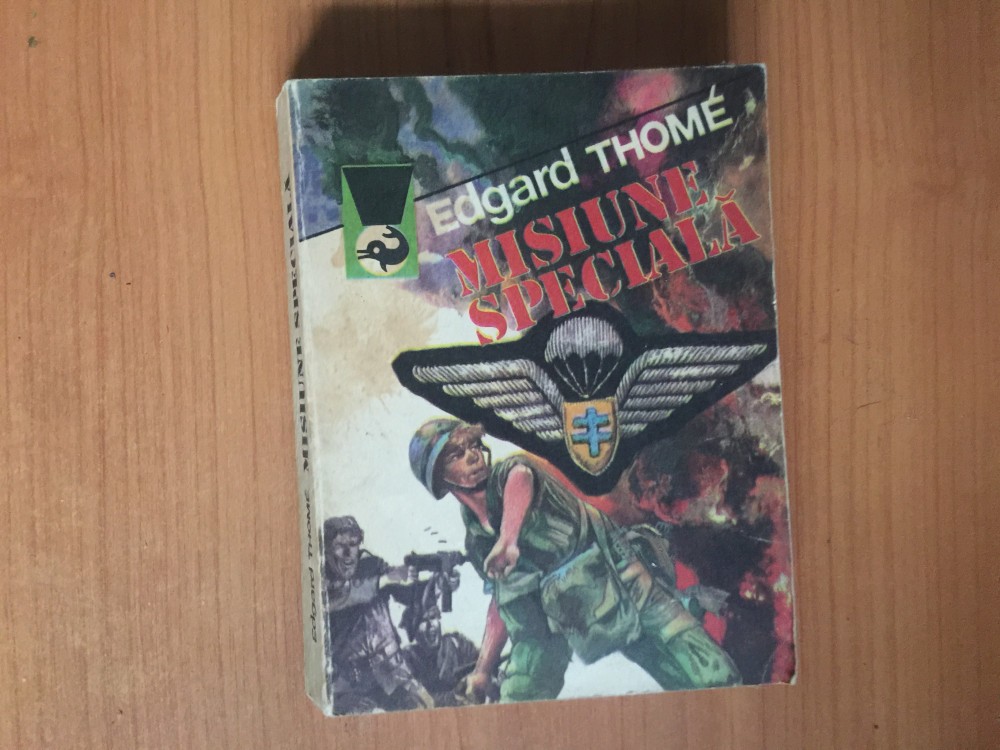 Edgard THOMÉ
MISIUNE
SPECIALĂ
Edgard THOMÉ MISIUNE SPECIALĂ